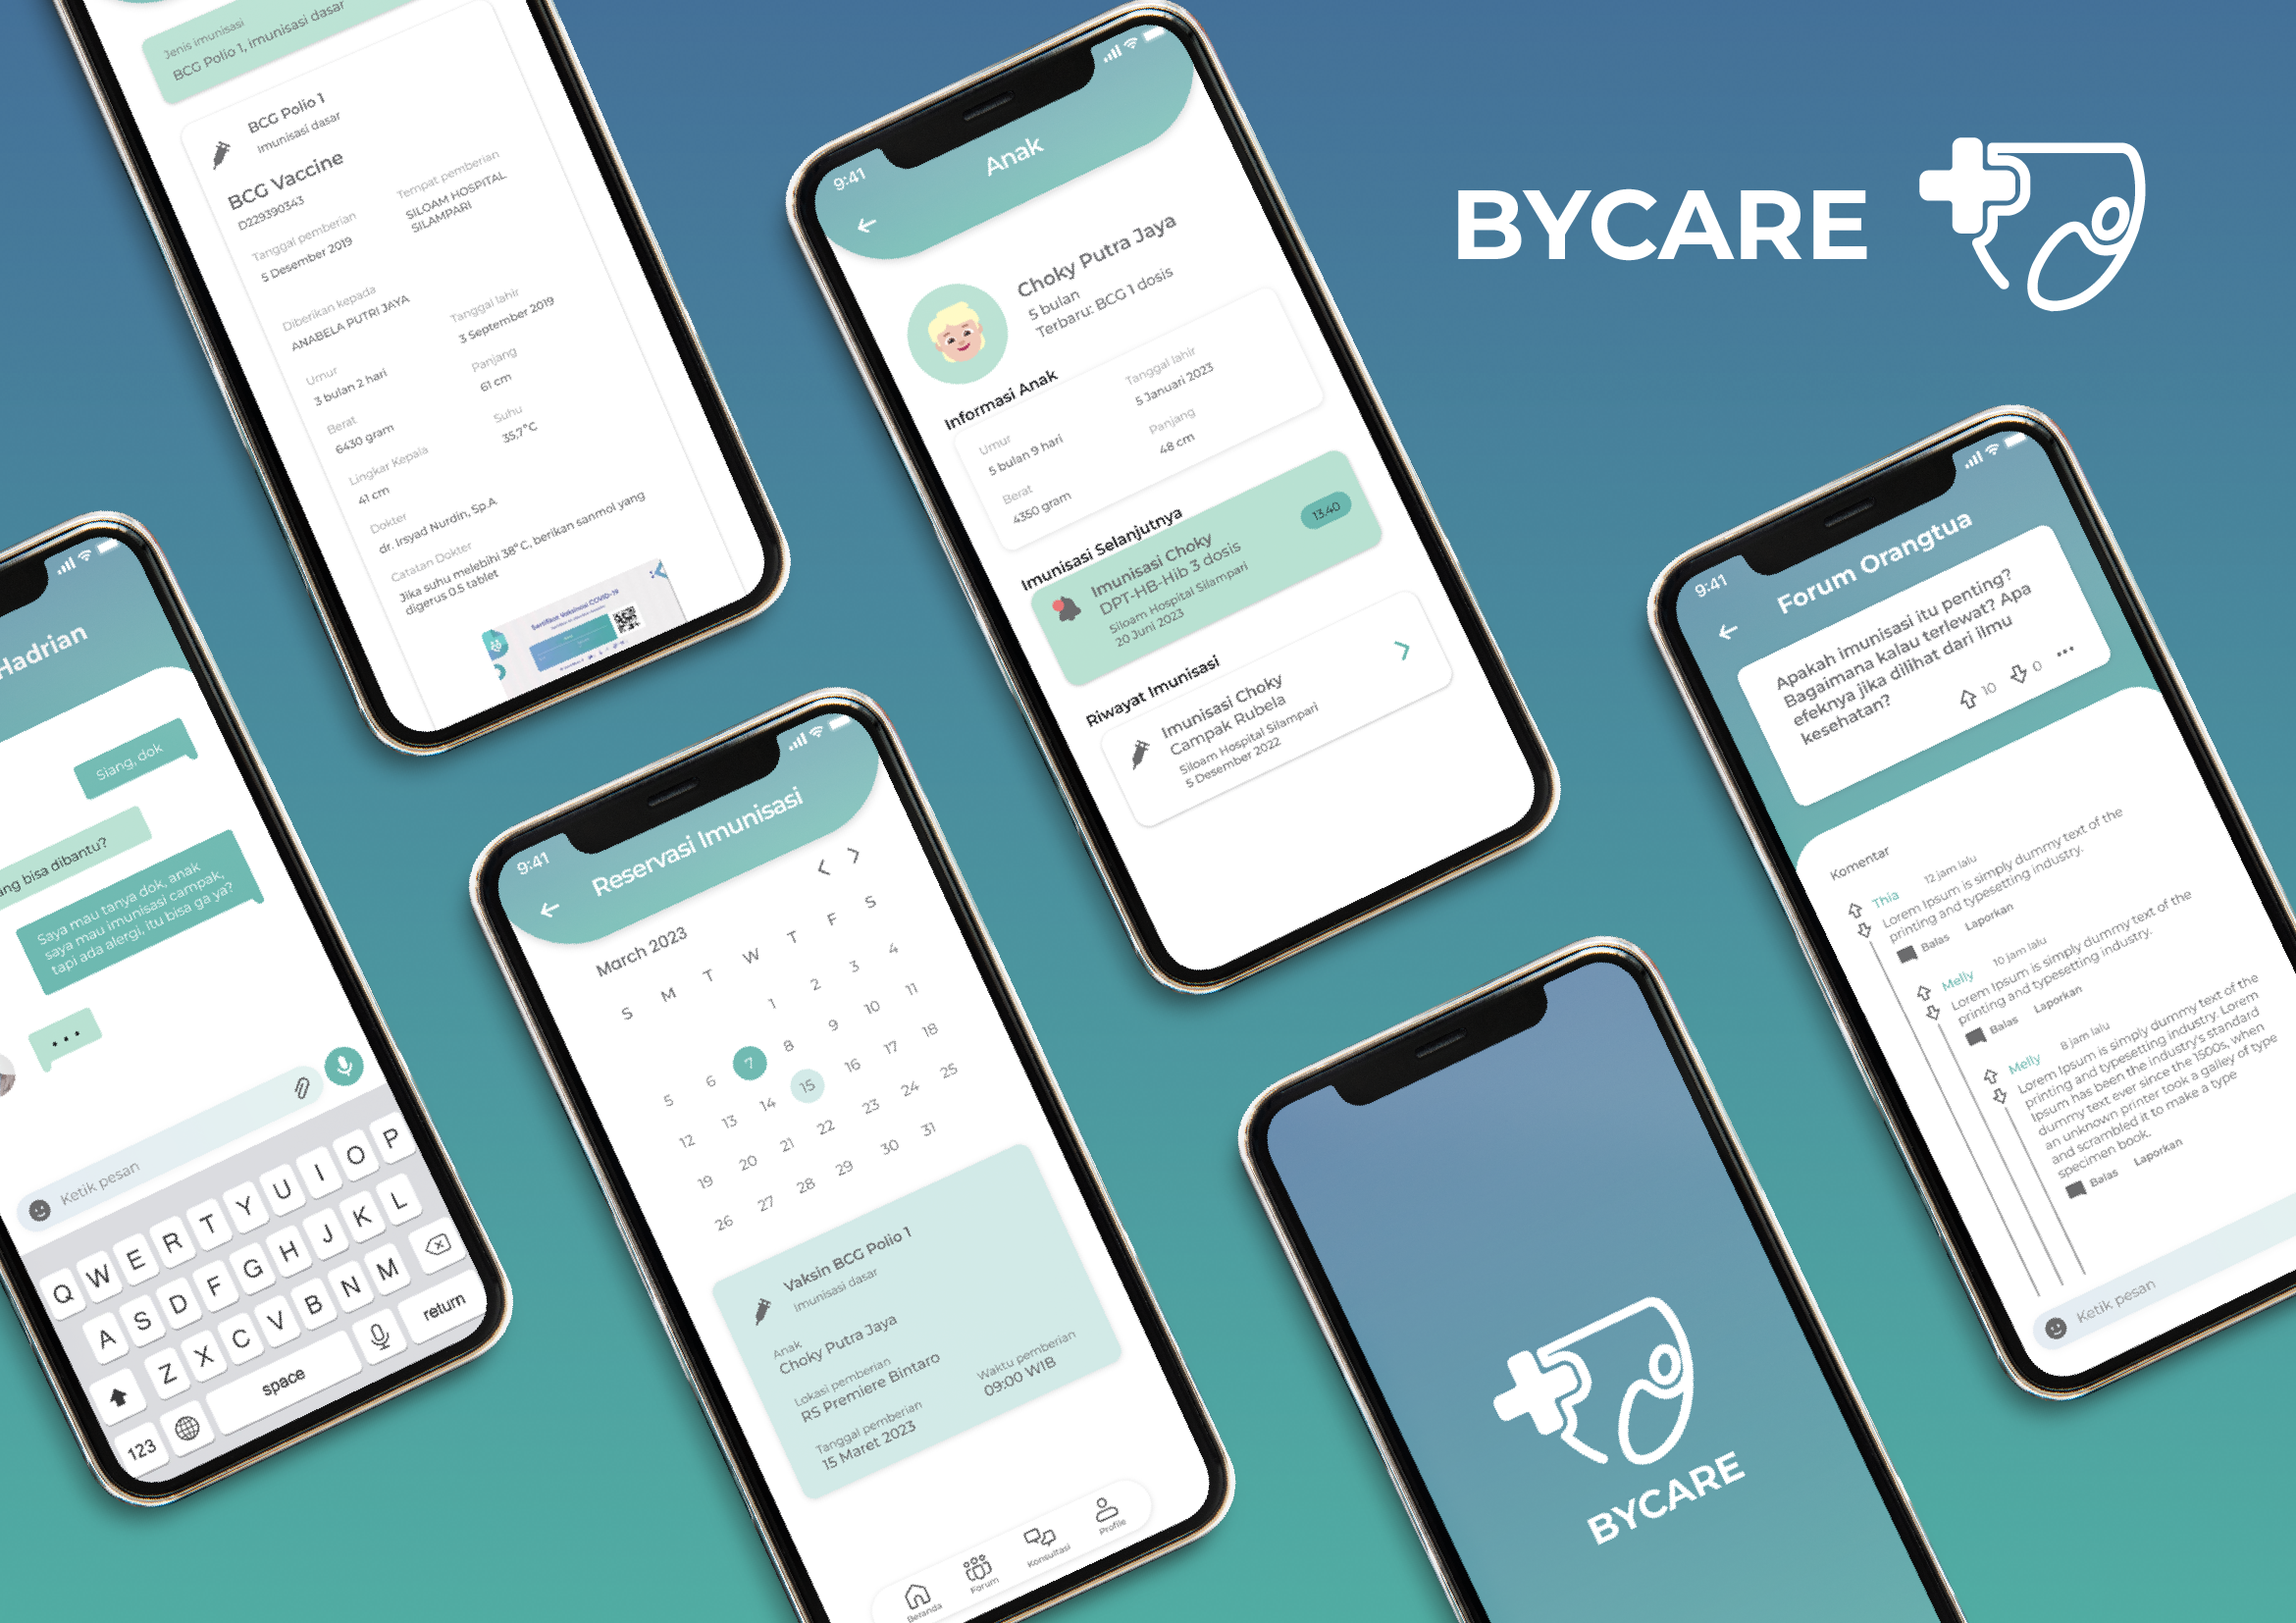 Jenis imunisasi
BCG Polio 1, imunisasi dasar
BCG Polio 1
Imunisasi dasar
BCG Vaccine
D229390343
Tanggal pemberian
5 Desember 2019
Tempat pemberian
SILOAM HOSPITAL
SILAMPARI
Diberikan kepada
ANABELA PUTRI JAYA
Tanggal lahir
3 September 2019
Umur
3 bulan 2 hari
Panjang
61 cm
Berat
6430 gram
Suhu
35,7°C
Lingkar Kepala
41 cm
Dokter
dr. Irsyad Nurdin, Sp.A
Catatan Dokter
Jika suhu melebihi 38°C, berikan sanmol yang
digerus 0.5 tablet
Sertifikat Vaksinasi COVID-19
9:41
Anak
Choky Putra Jaya
5 bulan
Terbaru: BCG 1 dosis
Informasi Anak
Umur
5 bulan 9 hari
Tanggal lahir
5 Januari 2023
Berat
4350 gram
Panjang
48 cm
Imunisasi Selanjutnya
Imunisasi Choky
DPT-HB-Hib 3 dosis
Siloam Hospital Silampari
20 Juni 2023
13.40
Riwayat Imunisasi
Imunisasi Choky
Campak Rubela
Siloam Hospital Silampari
5 Desember 2022
BYCARE
Hadrian
Siang, dok
ang bisa dibantu?
Saya mau tanya dok, anak
saya mau imunisasi campak,
tapi ada alergi, itu bisa ga ya?
...
Ketik pesan
Q W E R T Y U I O P
A S D F G H J K L
Z X C V B N M
123 space return
9:41
Reservasi Imunisasi
March 2023
S M T W T F S
1 2 3 4
5 6 7 8 9 10 11
12 13 14 15 16 17 18
19 20 21 22 23 24 25
26 27 28 29 30 31
Vaksin BCG Polio 1
Imunisasi dasar
Anak
Choky Putra Jaya
Lokasi pemberian
RS Premiere Bintaro
Waktu pemberian
09:00 WIB
Tanggal pemberian
15 Maret 2023
Beranda
Forum
Konsultasi
Profile
BYCARE
9:41
Forum Orangtua
Apakah imunisasi itu penting?
Bagaimana kalau terlewat? Apa
efeknya jika dilihat dari ilmu
kesehatan?
10 0 ...
Komentar
Thia 12 jam lalu
Lorem Ipsum is simply dummy text of the
printing and typesetting industry.
Balas Laporkan
Melly 10 jam lalu
Lorem Ipsum is simply dummy text of the
printing and typesetting industry.
Balas Laporkan
Melly 8 jam lalu
Lorem Ipsum is simply dummy text of the
printing and typesetting industry. Lorem
Ipsum has been the industry's standard
dummy text ever since the 1500s, when
an unknown printer took a galley of type
and scrambled it to make a type
specimen book.
Balas Laporkan
Ketik pesan